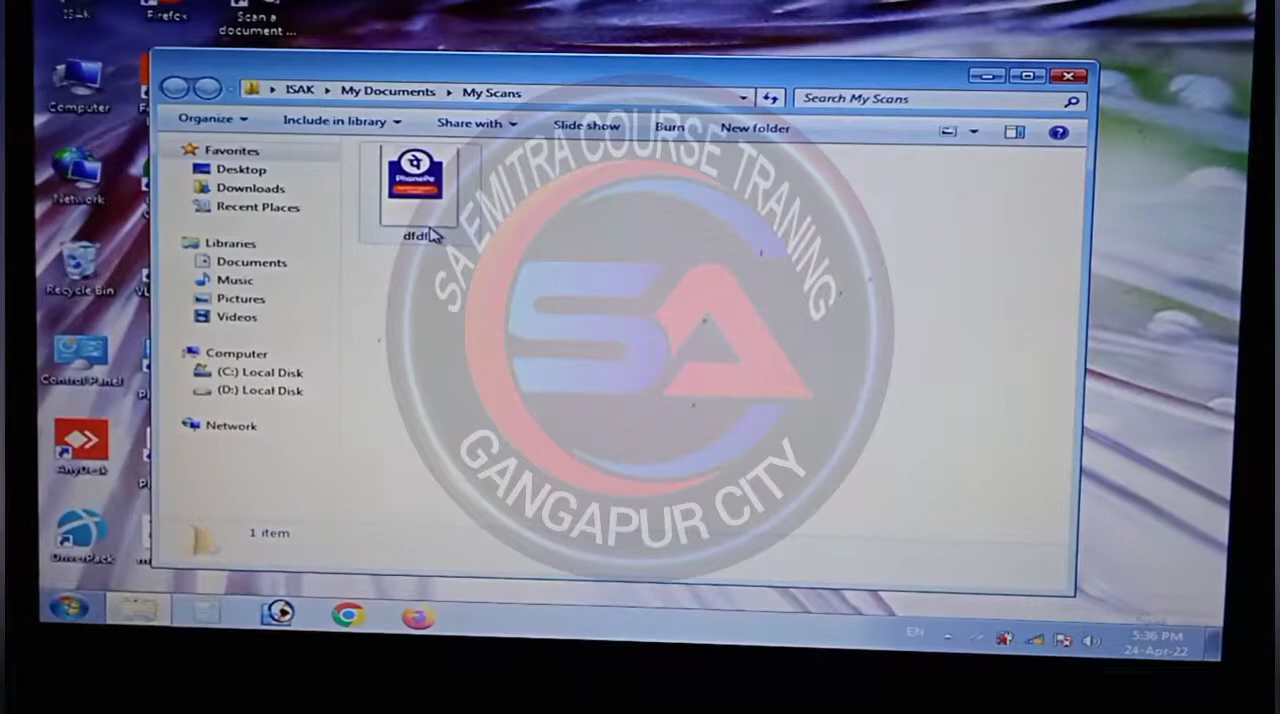 ISAK
Firefox
Scan a
document ...
Computer
Network
Recycle Bin
Control Panel
AnyDesk
DriverPack
ISAK
My Documents
My Scans
Search My Scans
Organize
Include in library
Share with
Slide show
Burn
New folder
Favorites
Desktop
Downloads
Recent Places
Libraries
Documents
Music
Pictures
Videos
Computer
(C:) Local Disk
(D:) Local Disk
Network
पे
PhonePe
1 item
SA EMITRA COURSE TRANING
SA
GANGAPUR CITY
EN
5:36 PM
24-Apr-22